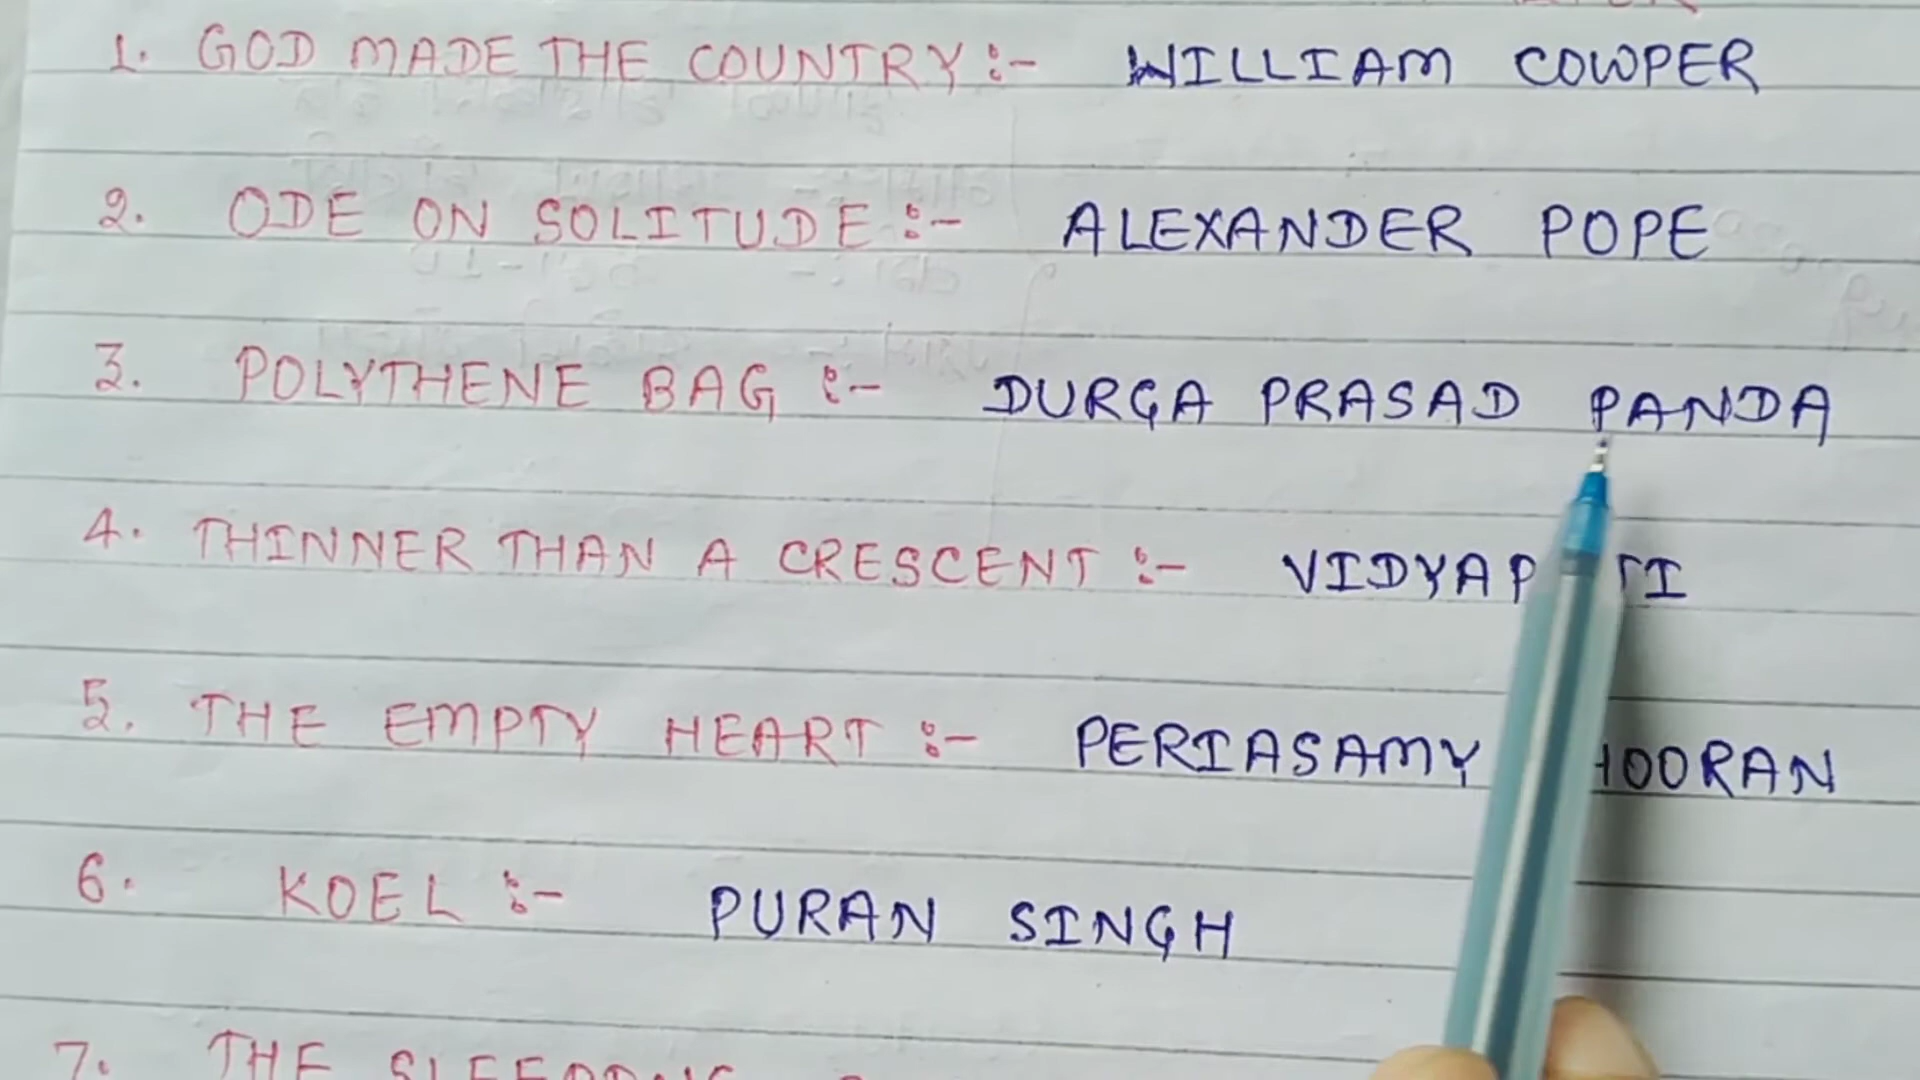 1. GOD MADE THE COUNTRY :- WILLIAM COWPER
2. ODE ON SOLITUDE :- ALEXANDER POPE
3. POLYTHENE BAG :- DURGA PRASAD PANDA
4. THINNER THAN A CRESCENT :-
5. THE EMPTY HEART :- PERIASAMY
6. KOEL :- PURAN SINGH
7. THE